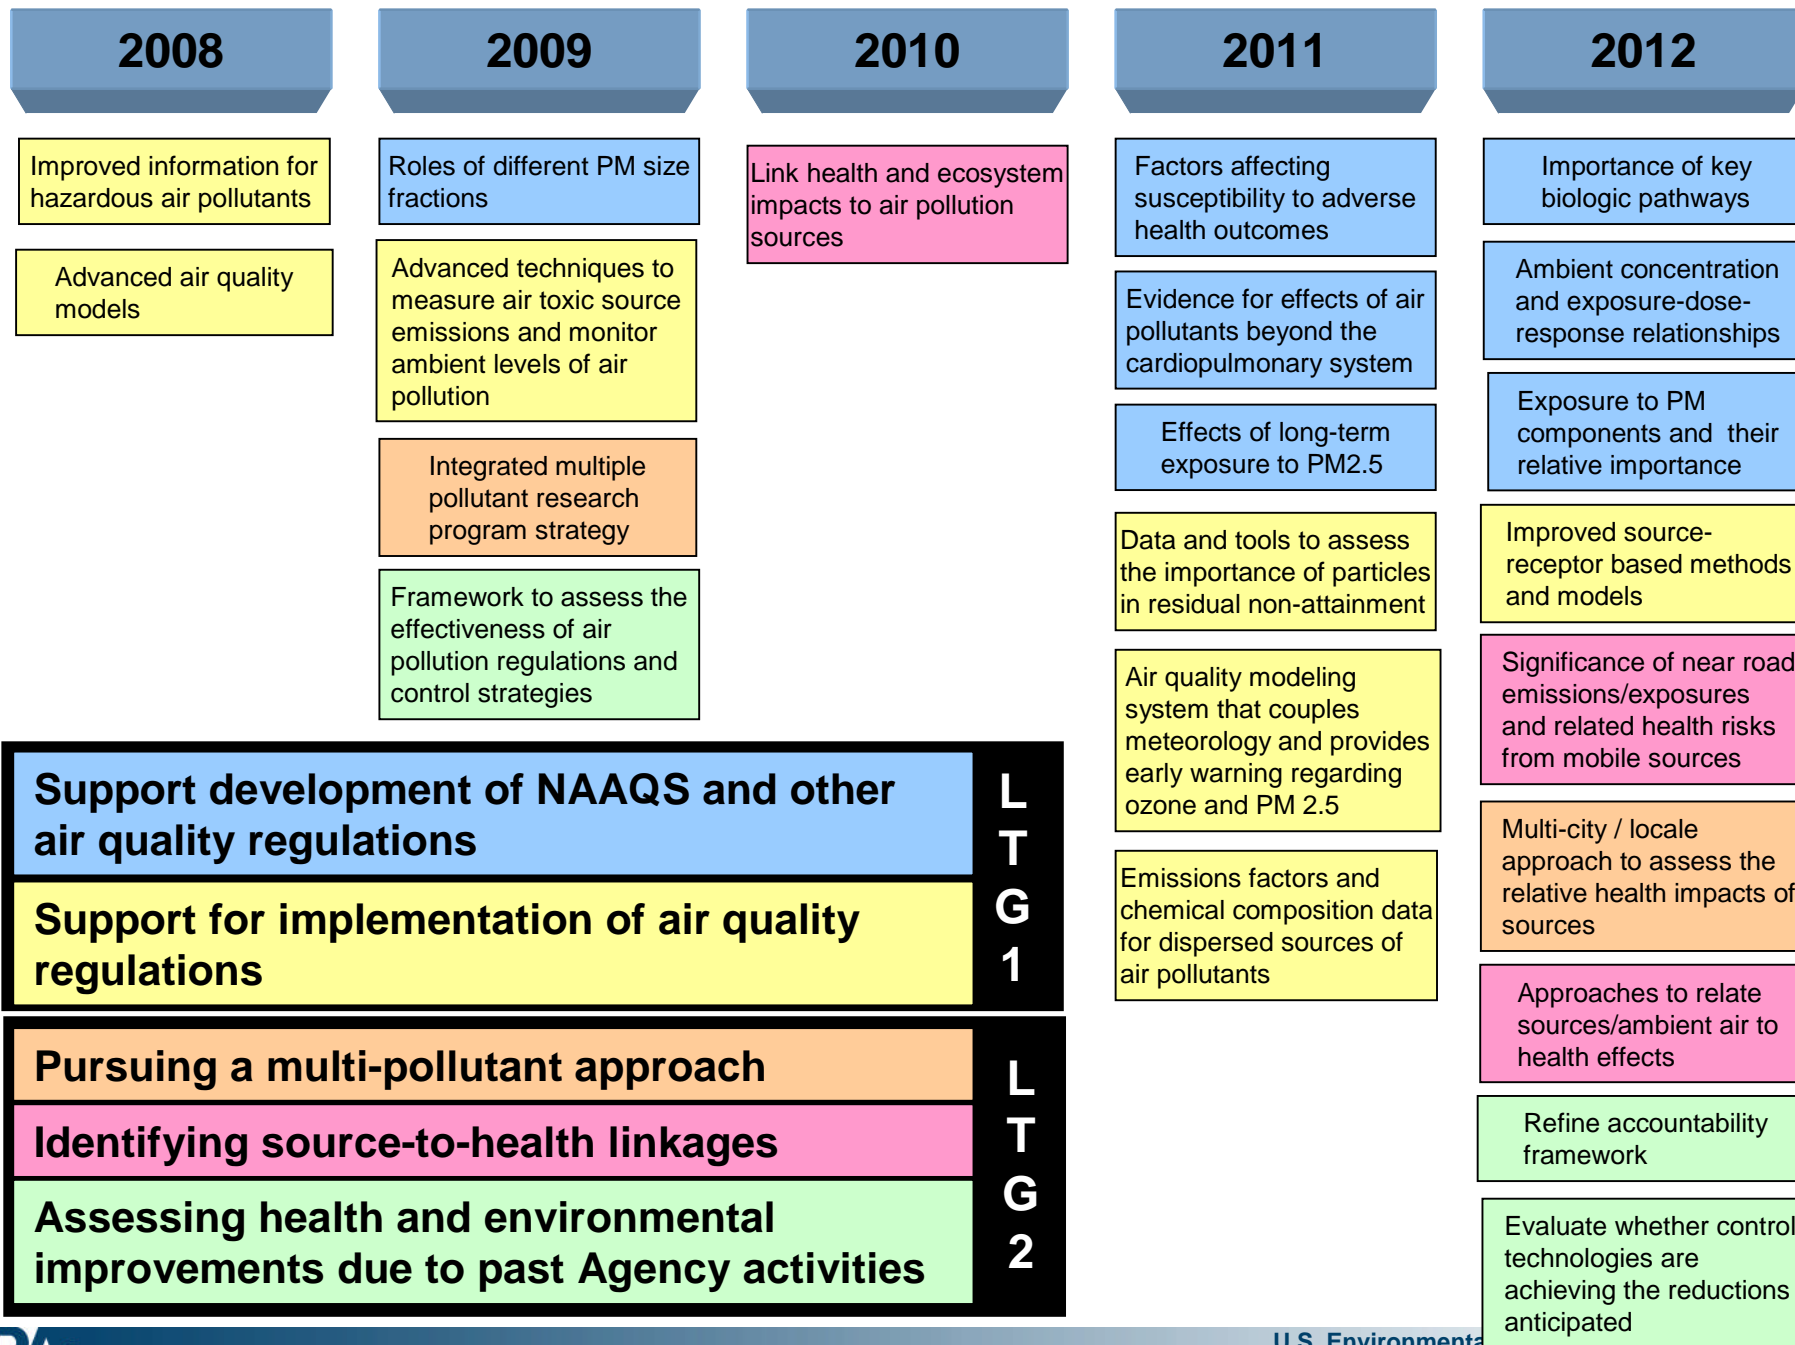 2008
2009
2010
2011
2012
Improved information for
hazardous air pollutants
Advanced air quality
models
Roles of different PM size
fractions
Advanced techniques to
measure air toxic source
emissions and monitor
ambient levels of air
pollution
Integrated multiple
pollutant research
program strategy
Framework to assess the
effectiveness of air
pollution regulations and
control strategies
Link health and ecosystem
impacts to air pollution
sources
Factors affecting
susceptibility to adverse
health outcomes
Evidence for effects of air
pollutants beyond the
cardiopulmonary system
Effects of long-term
exposure to PM2.5
Data and tools to assess
the importance of particles
in residual non-attainment
Air quality modeling
system that couples
meteorology and provides
early warning regarding
ozone and PM 2.5
Emissions factors and
chemical composition data
for dispersed sources of
air pollutants
Importance of key
biologic pathways
Ambient concentration
and exposure-dose-
response relationships
Exposure to PM
components and their
relative importance
Improved source-
receptor based methods
and models
Significance of near road
emissions/exposures
and related health risks
from mobile sources
Multi-city / locale
approach to assess the
relative health impacts of
sources
Approaches to relate
sources/ambient air to
health effects
Refine accountability
framework
Evaluate whether control
technologies are
achieving the reductions
anticipated
Support development of NAAQS and other
air quality regulations
Support for implementation of air quality
regulations
L
T
G
1
Pursuing a multi-pollutant approach
Identifying source-to-health linkages
Assessing health and environmental
improvements due to past Agency activities
L
T
G
2
U.S.